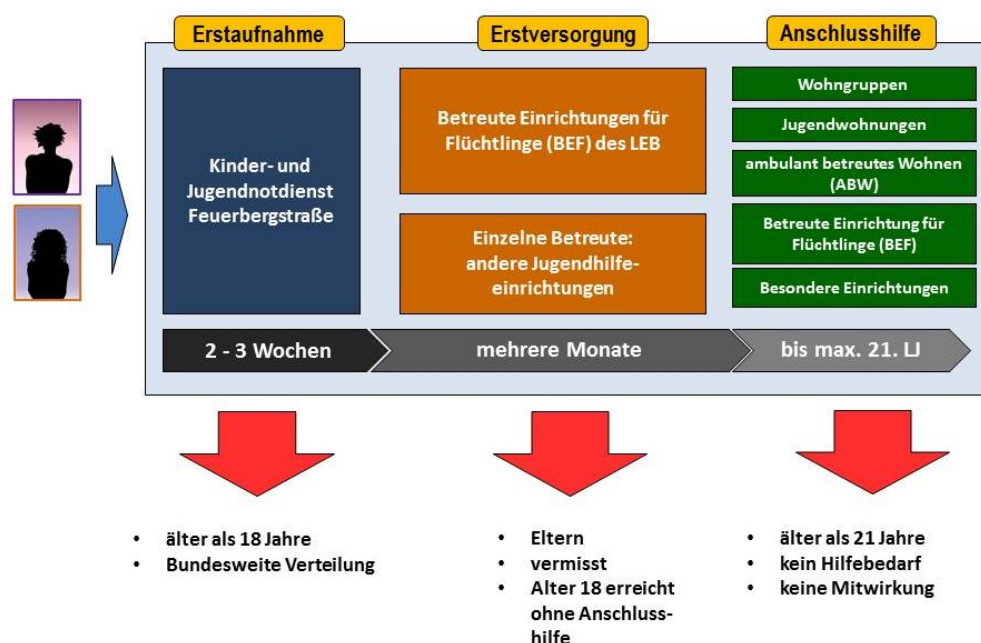 Erstaufnahme
Kinder- und
Jugendnotdienst
Feuerbergstraße
2 - 3 Wochen
• älter als 18 Jahre
• Bundesweite Verteilung
Erstversorgung
Betreute Einrichtungen für
Flüchtlinge (BEF) des LEB
Einzelne Betreute:
andere Jugendhilfe-
einrichtungen
mehrere Monate
• Eltern
• vermisst
• Alter 18 erreicht
ohne Anschluss-
hilfe
Anschlusshilfe
Wohngruppen
Jugendwohnungen
ambulant betreutes Wohnen
(ABW)
Betreute Einrichtung für
Flüchtlinge (BEF)
Besondere Einrichtungen
bis max. 21. LJ
• älter als 21 Jahre
• kein Hilfebedarf
• keine Mitwirkung